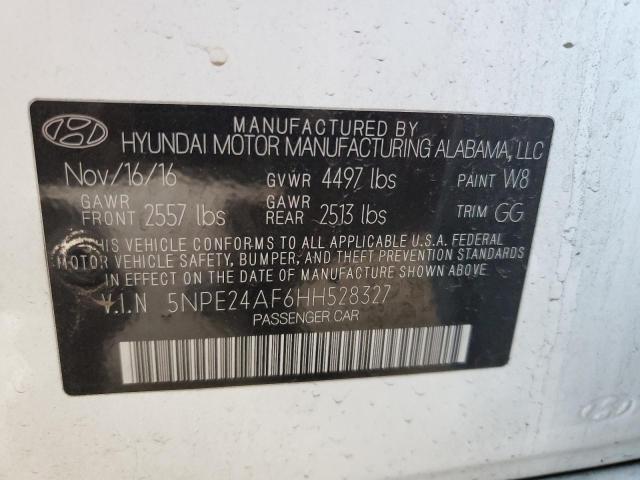 MANUFACTURED BY
HYUNDAI MOTOR MANUFACTURING ALABAMA, LLC
Nov/16/16 GVWR 4497 lbs PAINT W8
GAWR FRONT 2557 lbs GAWR REAR 2513 lbs TRIM GG
THIS VEHICLE CONFORMS TO ALL APPLICABLE U.S.A. FEDERAL
MOTOR VEHICLE SAFETY, BUMPER, AND THEFT PREVENTION STANDARDS
IN EFFECT ON THE DATE OF MANUFACTURE SHOWN ABOVE.
V.I.N 5NPE24AF6HH528327
PASSENGER CAR